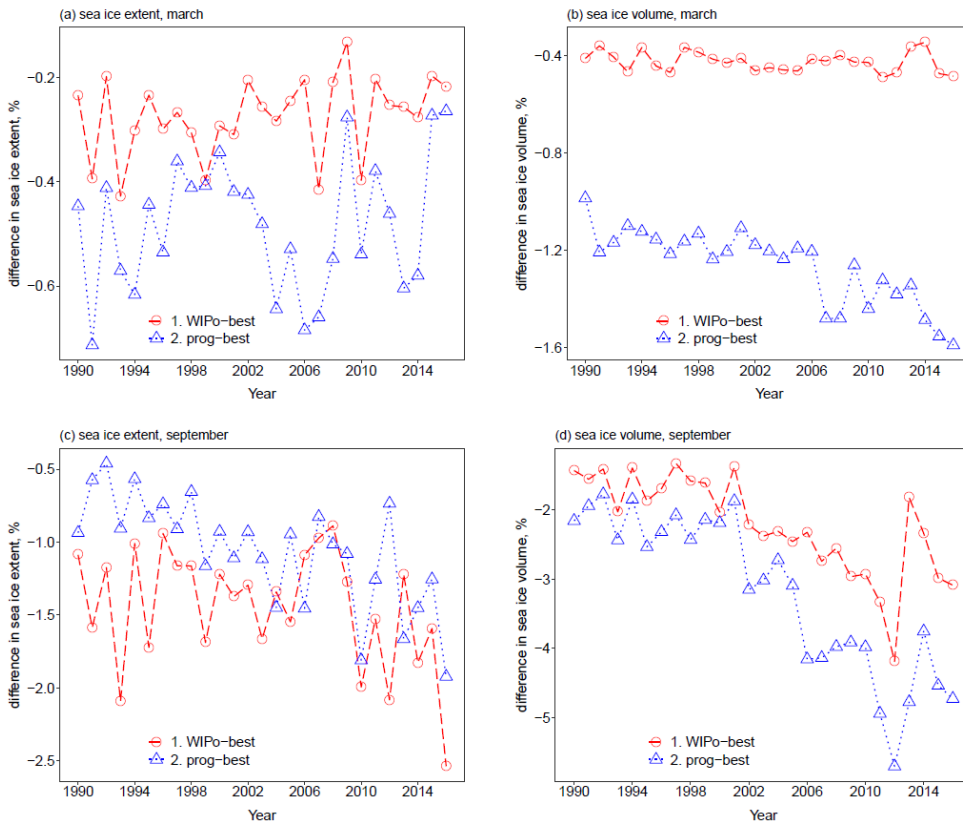 (a) sea ice extent, march
difference in sea ice extent, %
−0.2
−0.4
−0.6
1. WIPo−best
2. prog−best
1990 1994 1998 2002 2006 2010 2014
Year
(b) sea ice volume, march
difference in sea ice volume, %
−0.4
−0.8
−1.2
−1.6
1. WIPo−best
2. prog−best
1990 1994 1998 2002 2006 2010 2014
Year
(c) sea ice extent, september
difference in sea ice extent, %
−0.5
−1.0
−1.5
−2.0
−2.5
1. WIPo−best
2. prog−best
1990 1994 1998 2002 2006 2010 2014
Year
(d) sea ice volume, september
difference in sea ice volume, %
−2
−3
−4
−5
1. WIPo−best
2. prog−best
1990 1994 1998 2002 2006 2010 2014
Year